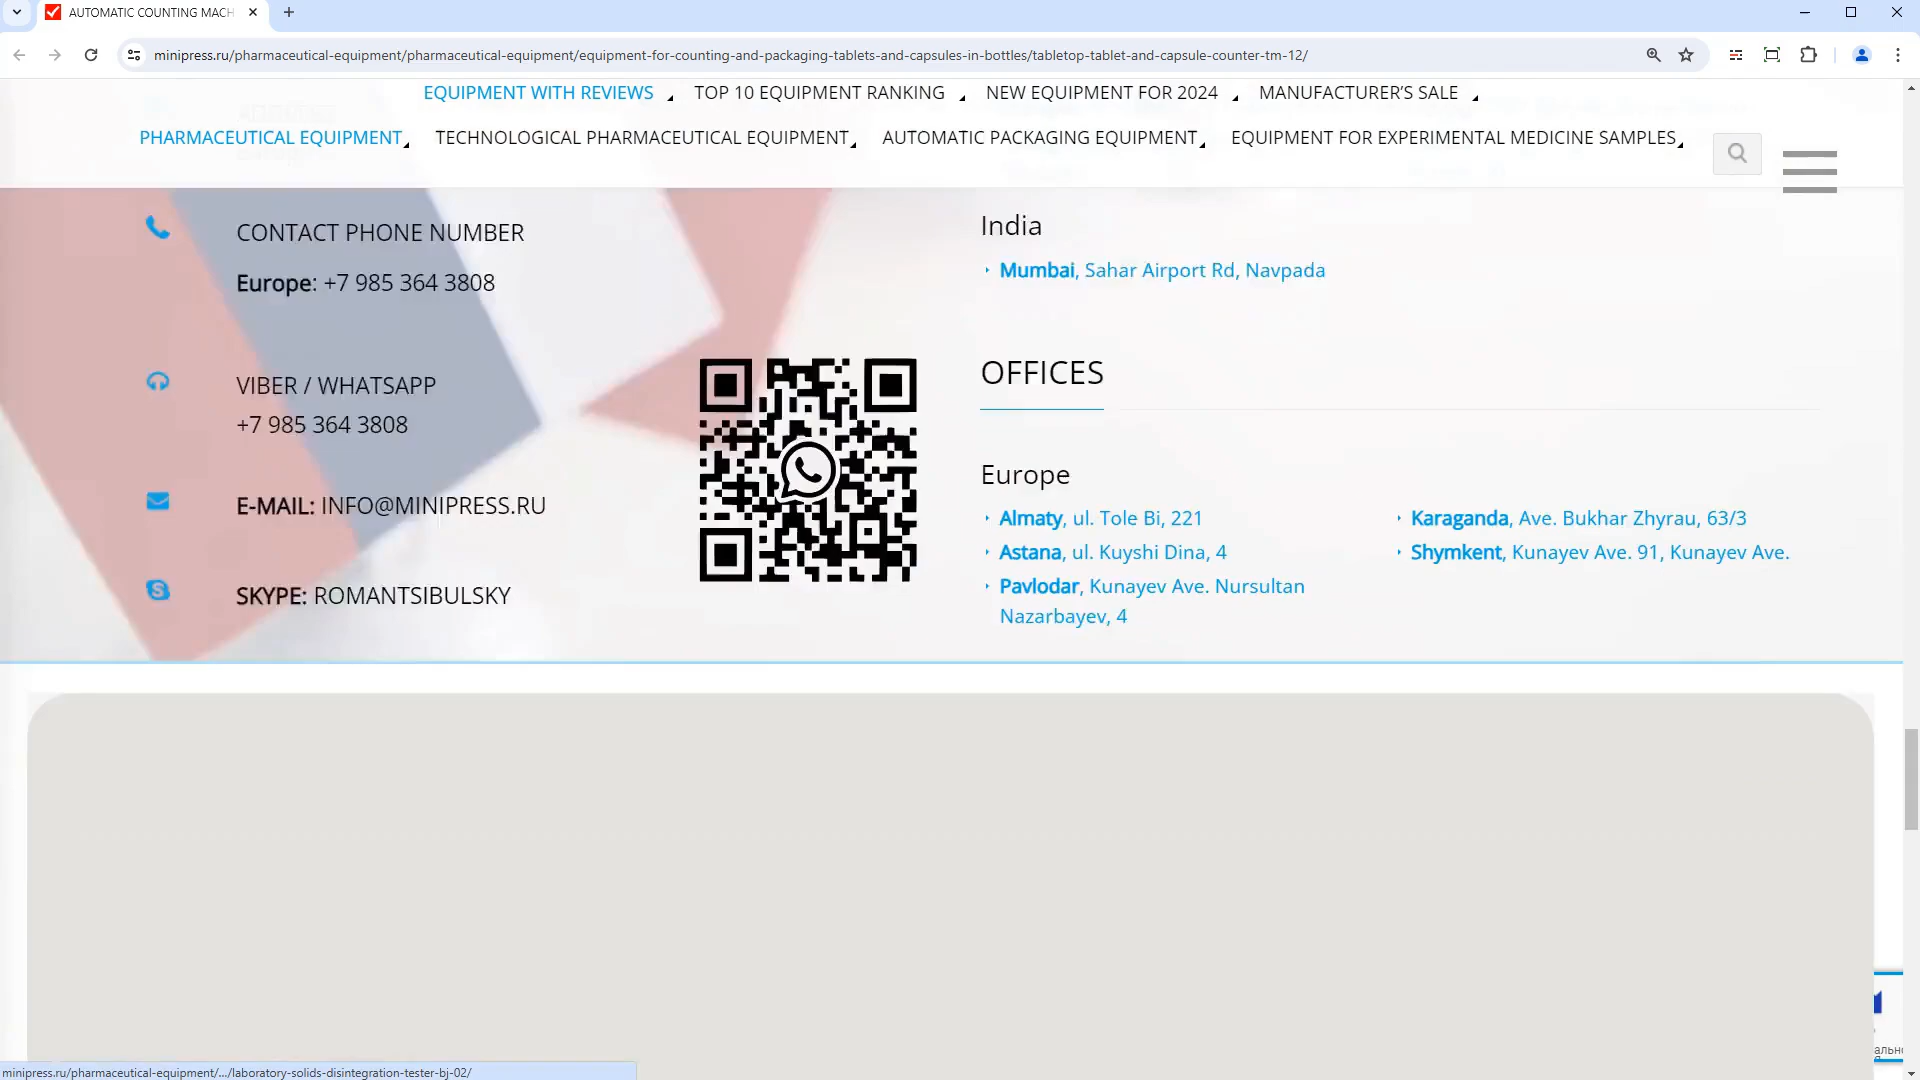 AUTOMATIC COUNTING MACH
minipress.ru/pharmaceutical-equipment/pharmaceutical-equipment/equipment-for-counting-and-packaging-tablets-and-capsules-in-bottles/tabletop-tablet-and-capsule-counter-tm-12/
EQUIPMENT WITH REVIEWS TOP 10 EQUIPMENT RANKING NEW EQUIPMENT FOR 2024 MANUFACTURER’S SALE
PHARMACEUTICAL EQUIPMENT TECHNOLOGICAL PHARMACEUTICAL EQUIPMENT AUTOMATIC PACKAGING EQUIPMENT EQUIPMENT FOR EXPERIMENTAL MEDICINE SAMPLES
CONTACT PHONE NUMBER
Europe: +7 985 364 3808
VIBER / WHATSAPP
+7 985 364 3808
E-MAIL: INFO@MINIPRESS.RU
SKYPE: ROMANTSIBULSKY
India
Mumbai, Sahar Airport Rd, Navpada
OFFICES
Europe
Almaty, ul. Tole Bi, 221
Astana, ul. Kuyshi Dina, 4
Pavlodar, Kunayev Ave. Nursultan
Nazarbayev, 4
Karaganda, Ave. Bukhar Zhyrau, 63/3
Shymkent, Kunayev Ave. 91, Kunayev Ave.
minipress.ru/pharmaceutical-equipment/.../laboratory-solids-disintegration-tester-bj-02/